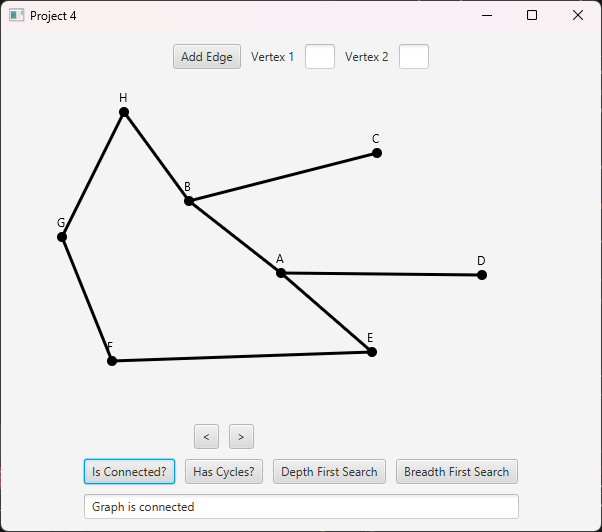 Project 4
Add Edge Vertex 1 Vertex 2
H
C
B
G
A
D
E
F
< >
Is Connected? Has Cycles? Depth First Search Breadth First Search
Graph is connected